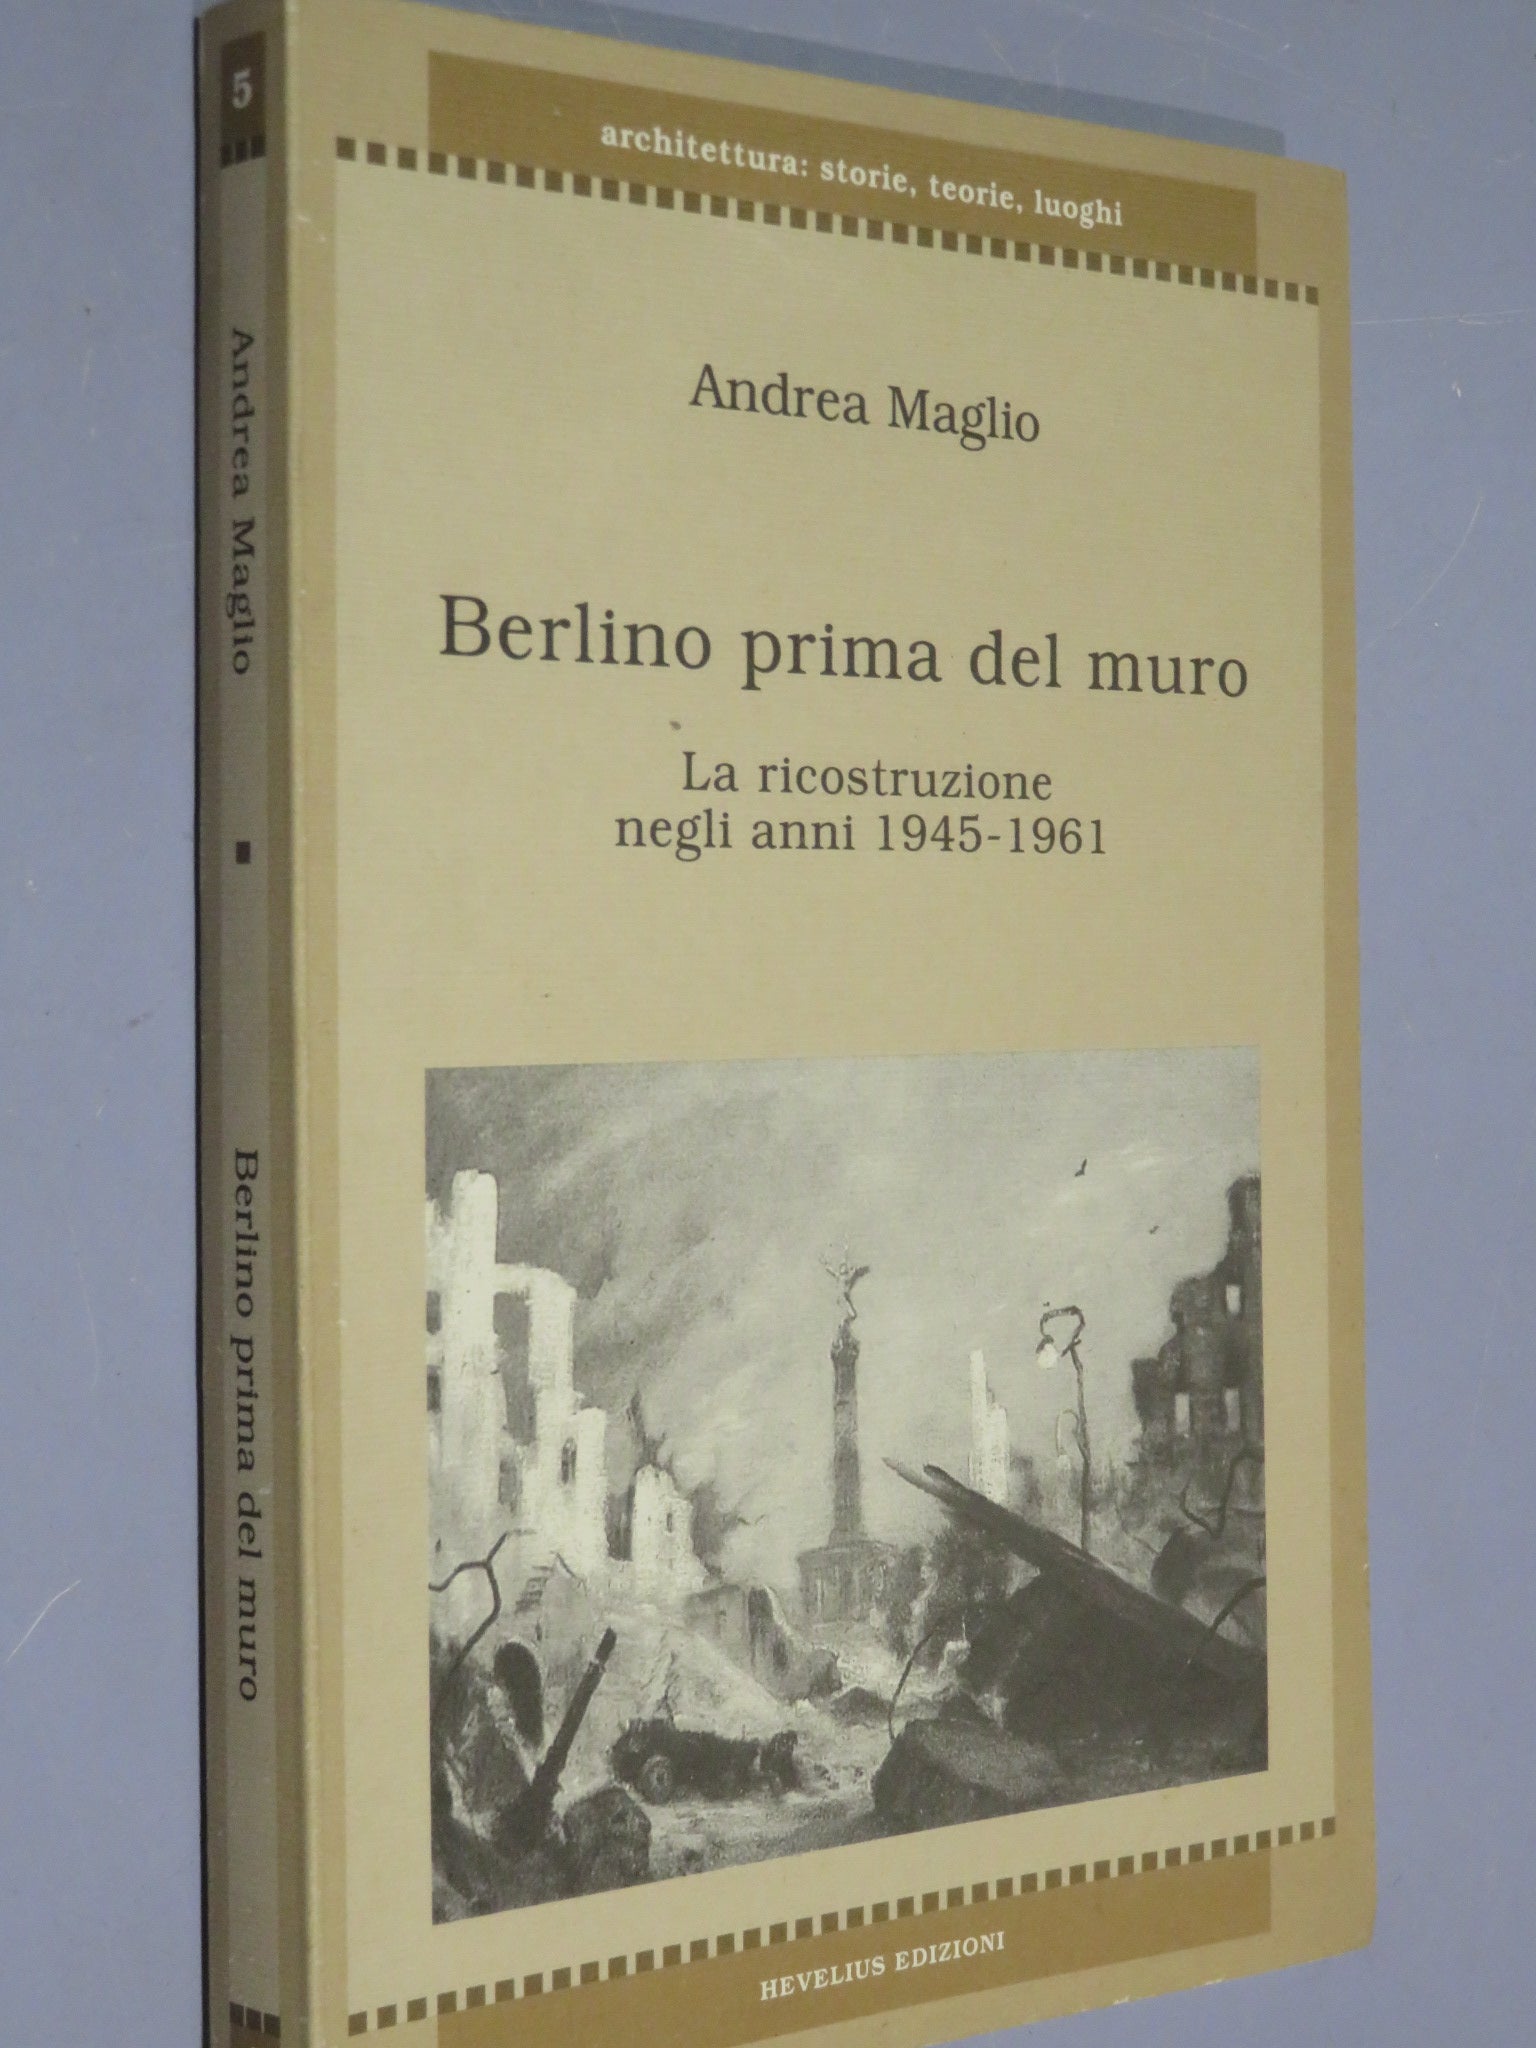 5
Andrea Maglio ■ Berlino prima del muro
architettura: storie, teorie, luoghi
Andrea Maglio
Berlino prima del muro
La ricostruzione
negli anni 1945-1961
HEVELIUS EDIZIONI